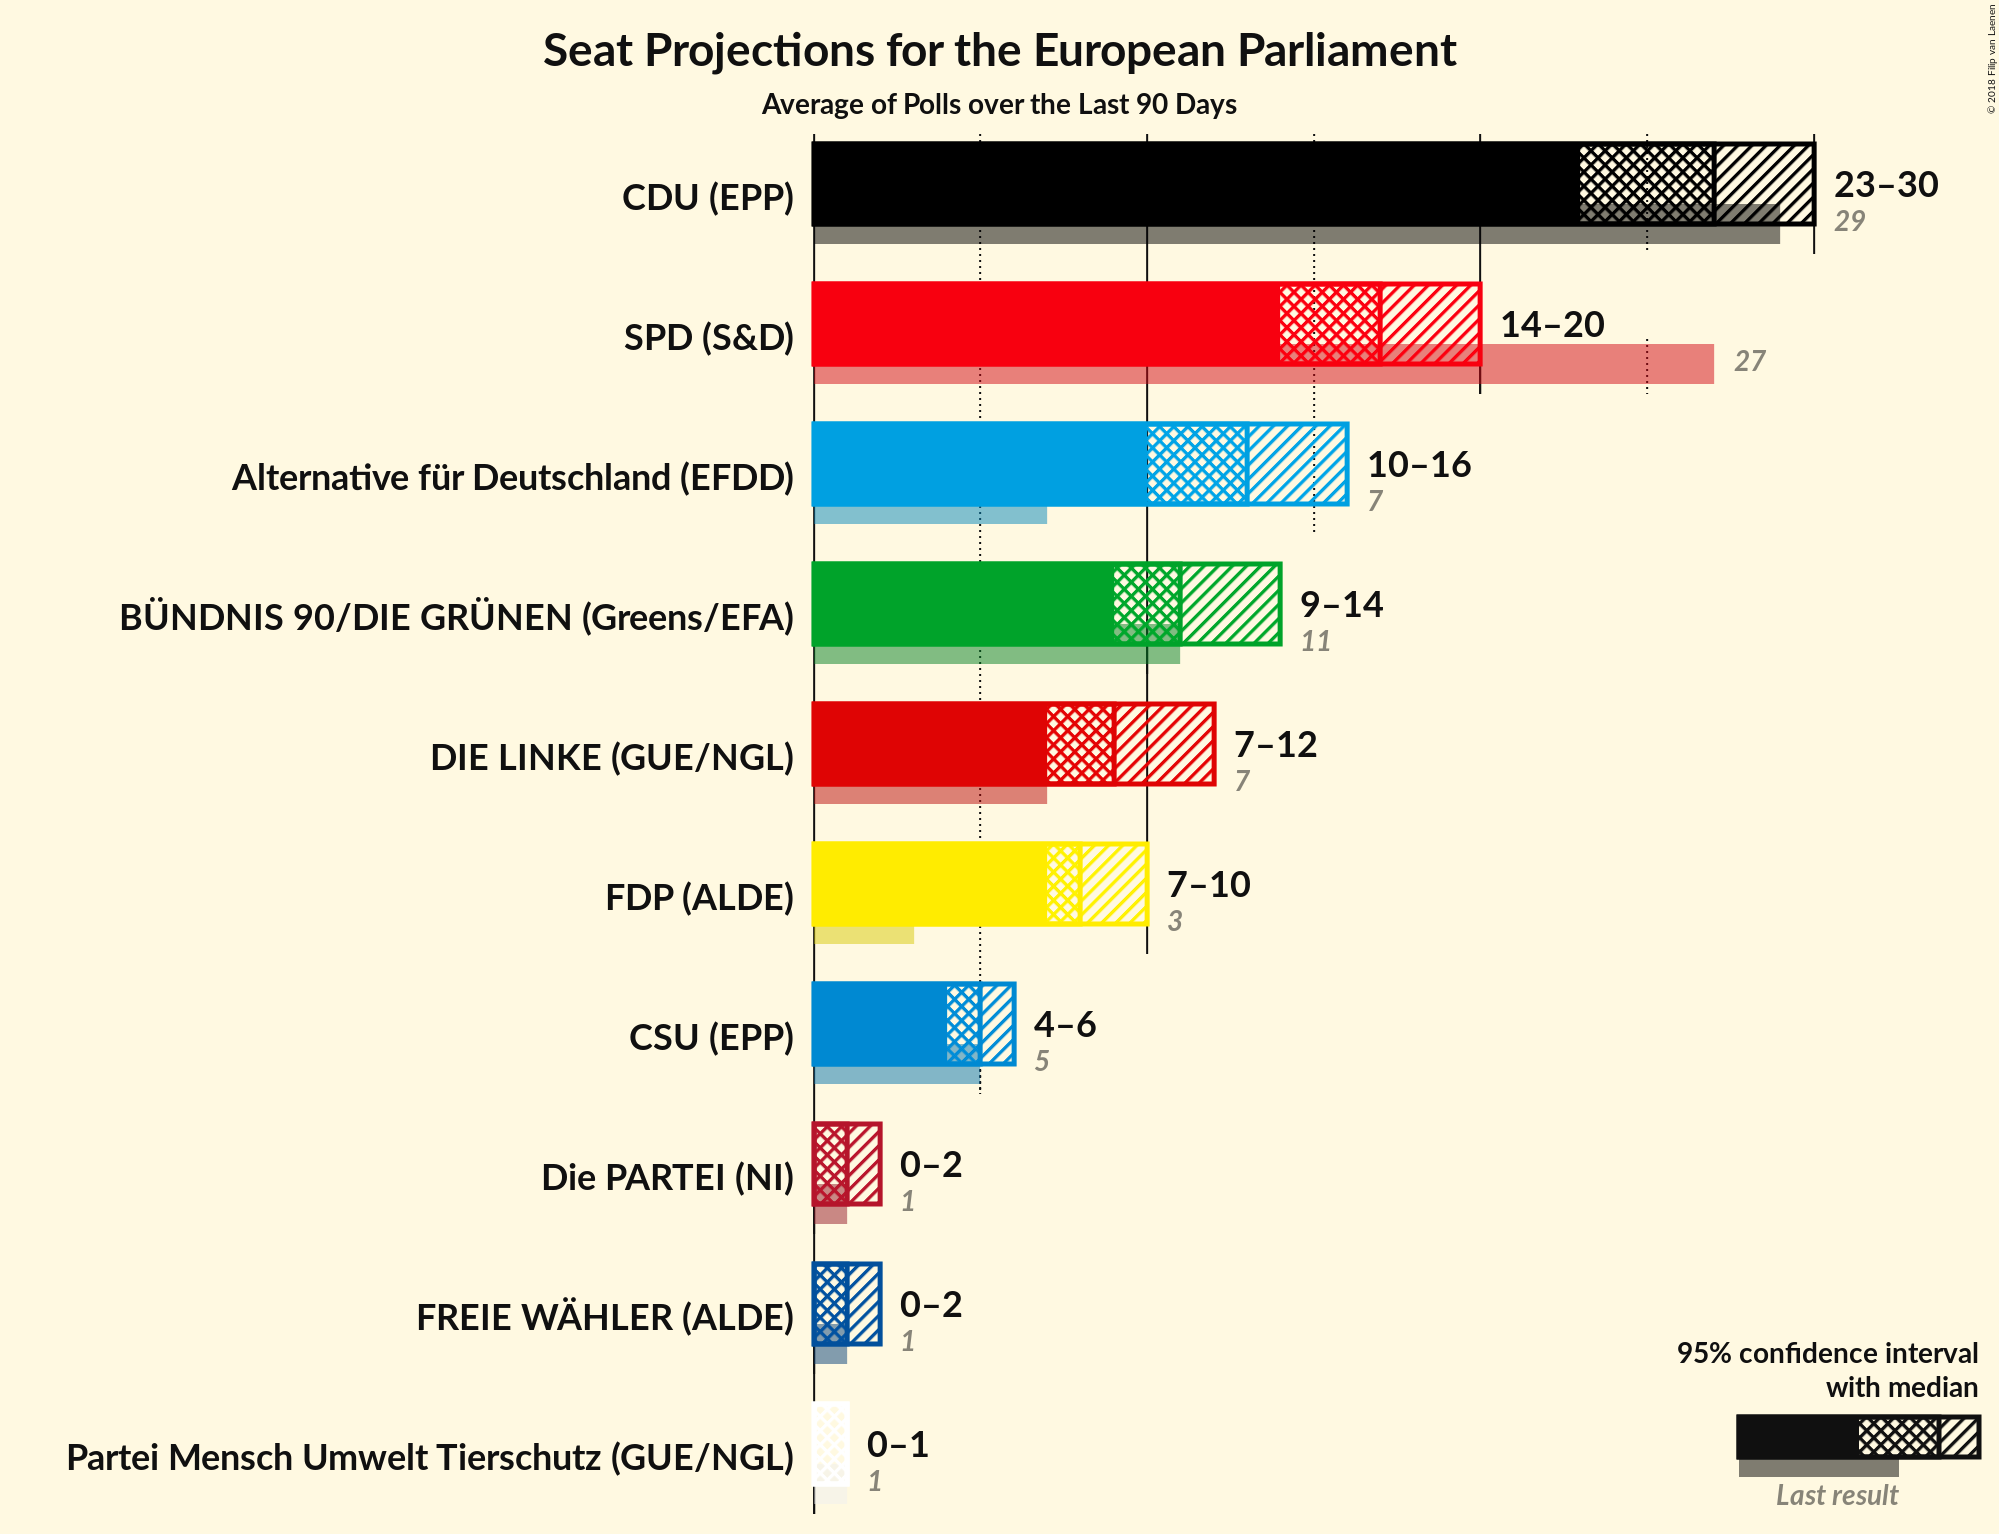 Seat Projections for the European Parliament
Average of Polls over the Last 90 Days
© 2018 Filip van Laenen
CDU (EPP)
23–30
29
SPD (S&D)
14–20
27
Alternative für Deutschland (EFDD)
10–16
7
BÜNDNIS 90/DIE GRÜNEN (Greens/EFA)
9–14
11
DIE LINKE (GUE/NGL)
7–12
7
FDP (ALDE)
7–10
3
CSU (EPP)
4–6
5
Die PARTEI (NI)
0–2
1
FREIE WÄHLER (ALDE)
0–2
1
Partei Mensch Umwelt Tierschutz (GUE/NGL)
0–1
1
95% confidence interval
with median
Last result